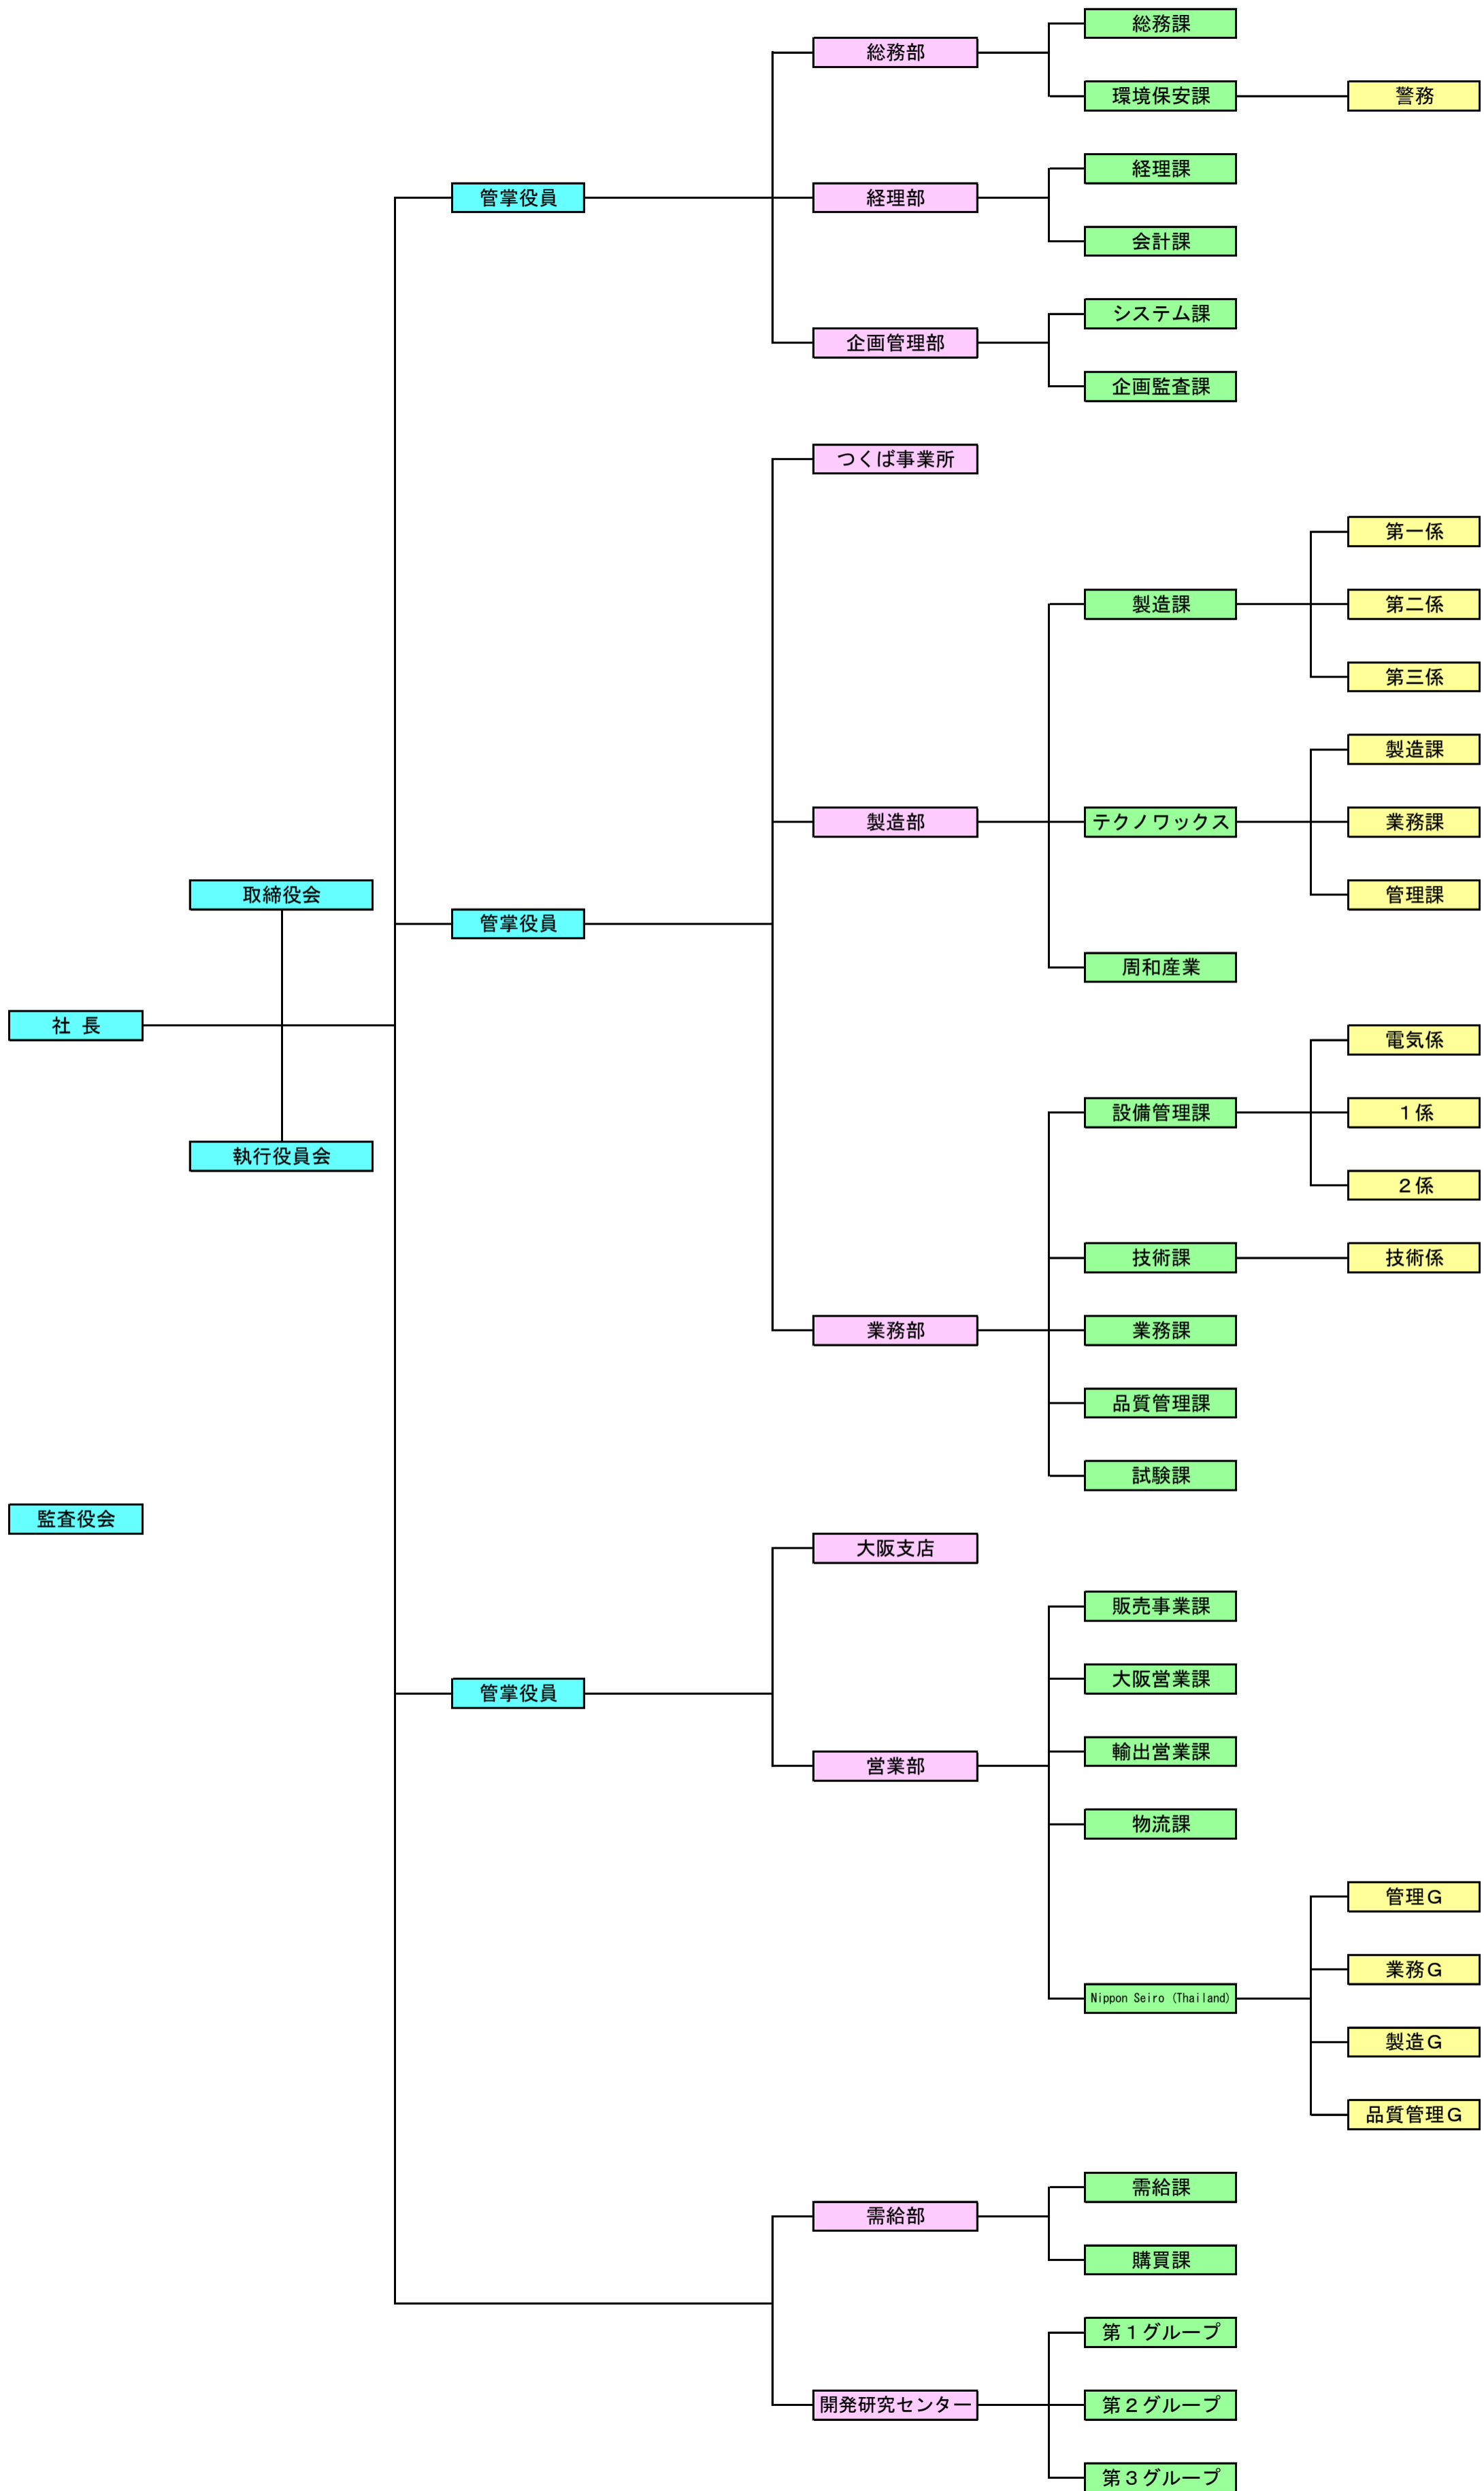 総務課
総務部
環境保安課
警務
経理課
管掌役員
経理部
会計課
システム課
企画管理部
企画監査課
つくば事業所
第一係
製造課
第二係
第三係
製造課
製造部
テクノワックス
業務課
取締役会
管理課
管掌役員
周和産業
社 長
電気係
設備管理課
1係
執行役員会
2係
技術課
技術係
業務部
業務課
品質管理課
試験課
監査役会
大阪支店
販売事業課
大阪営業課
管掌役員
輸出営業課
営業部
物流課
管理G
業務G
Nippon Seiro (Thailand)
製造G
品質管理G
需給課
需給部
購買課
第1グループ
開発研究センター
第2グループ
第3グループ